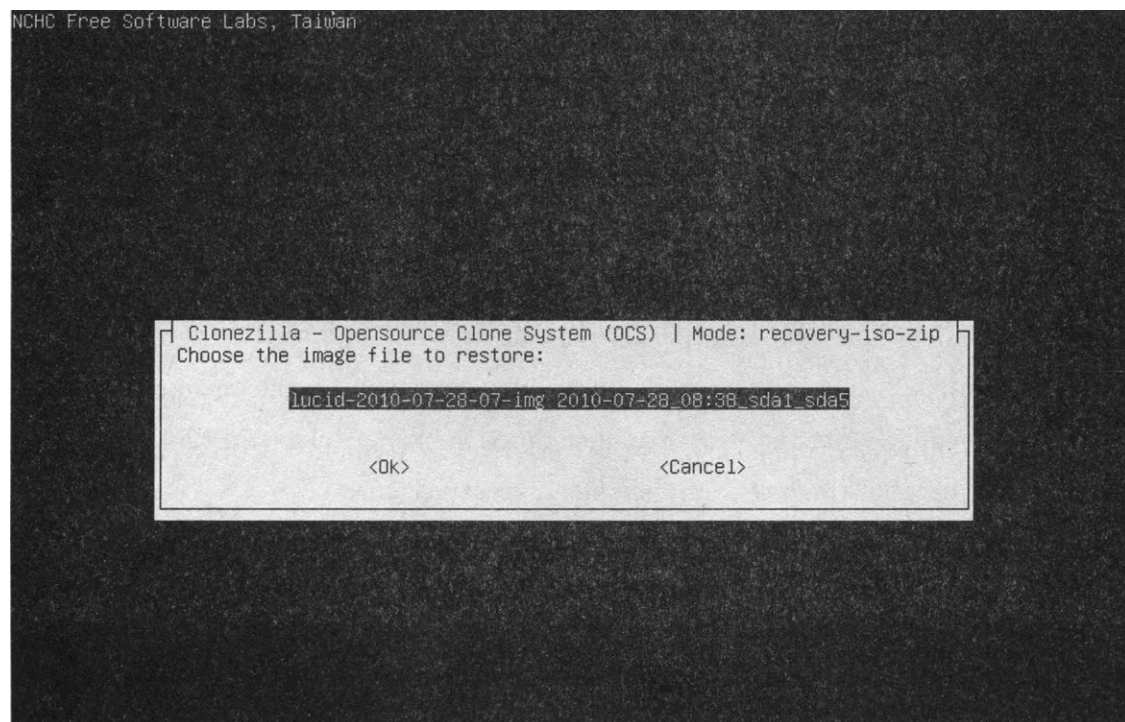 NCHC Free Software Labs, Taiwan
Clonezilla - Opensource Clone System (OCS) | Mode: recovery-iso-zip
Choose the image file to restore:
lucid-2010-07-28-07-img 2010-07-28_08:38_sda1_sda5
<Ok> <Cancel>